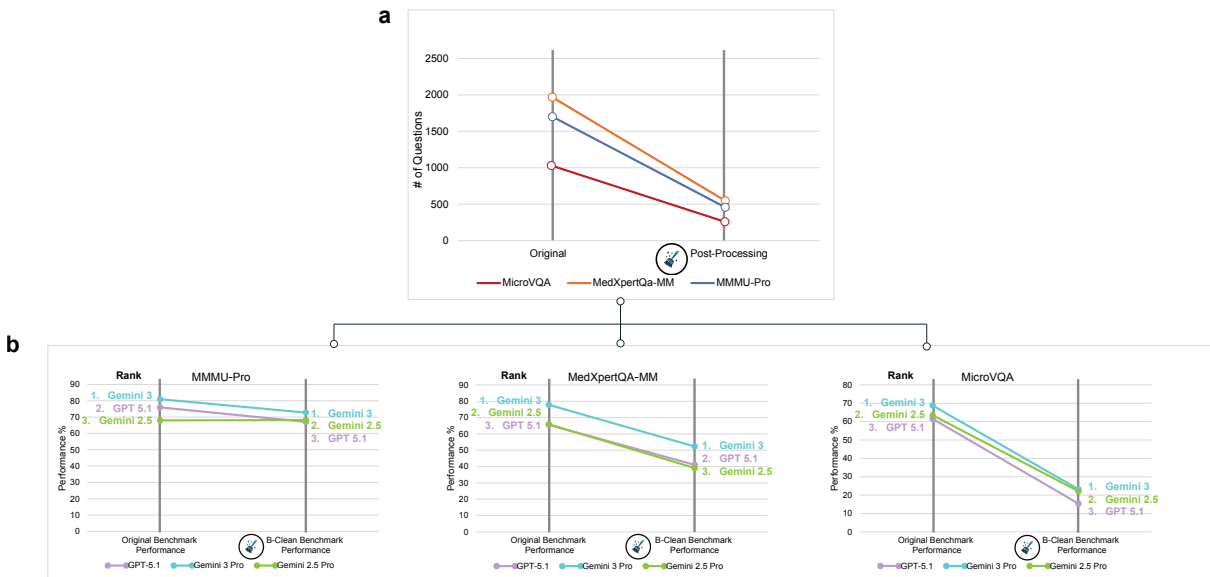 a
2500
2000
1500
1000
500
0
# of Questions
Original
Post-Processing
MicroVQA
MedXpertQa-MM
MMMU-Pro
b
Rank
MMMU-Pro
90
80
70
60
50
40
30
20
10
0
Performance %
1. Gemini 3
2. GPT 5.1
3. Gemini 2.5
1. Gemini 3
2. Gemini 2.5
3. GPT 5.1
Original Benchmark
Performance
B-Clean Benchmark
Performance
GPT-5.1
Gemini 3 Pro
Gemini 2.5 Pro
Rank
MedXpertQA-MM
90
80
70
60
50
40
30
20
10
0
Performance %
1. Gemini 3
2. Gemini 2.5
3. GPT 5.1
1. Gemini 3
2. GPT 5.1
3. Gemini 2.5
Original Benchmark
Performance
B-Clean Benchmark
Performance
GPT-5.1
Gemini 3 Pro
Gemini 2.5 Pro
Rank
MicroVQA
80
70
60
50
40
30
20
10
0
Performance %
1. Gemini 3
2. Gemini 2.5
3. GPT 5.1
1. Gemini 3
2. Gemini 2.5
3. GPT 5.1
Original Benchmark
Performance
B-Clean Benchmark
Performance
GPT-5.1
Gemini 3 Pro
Gemini 2.5 Pro